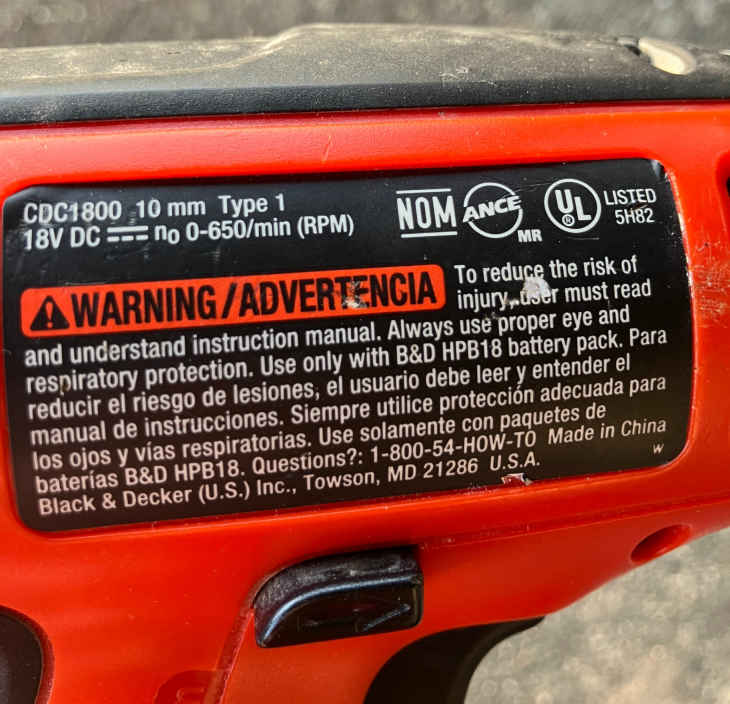 CDC1800 10 mm Type 1
18V DC ⎓ n₀ 0-650/min (RPM)
NOM ANCE MR UL ® LISTED
5H82
WARNING/ADVERTENCIA To reduce the risk of
injury, user must read
and understand instruction manual. Always use proper eye and
respiratory protection. Use only with B&D HPB18 battery pack. Para
reducir el riesgo de lesiones, el usuario debe leer y entender el
manual de instrucciones. Siempre utilice protección adecuada para
los ojos y vías respiratorias. Use solamente con paquetes de
baterías B&D HPB18. Questions?: 1-800-54-HOW-TO Made in China
Black & Decker (U.S.) Inc., Towson, MD 21286 U.S.A. W